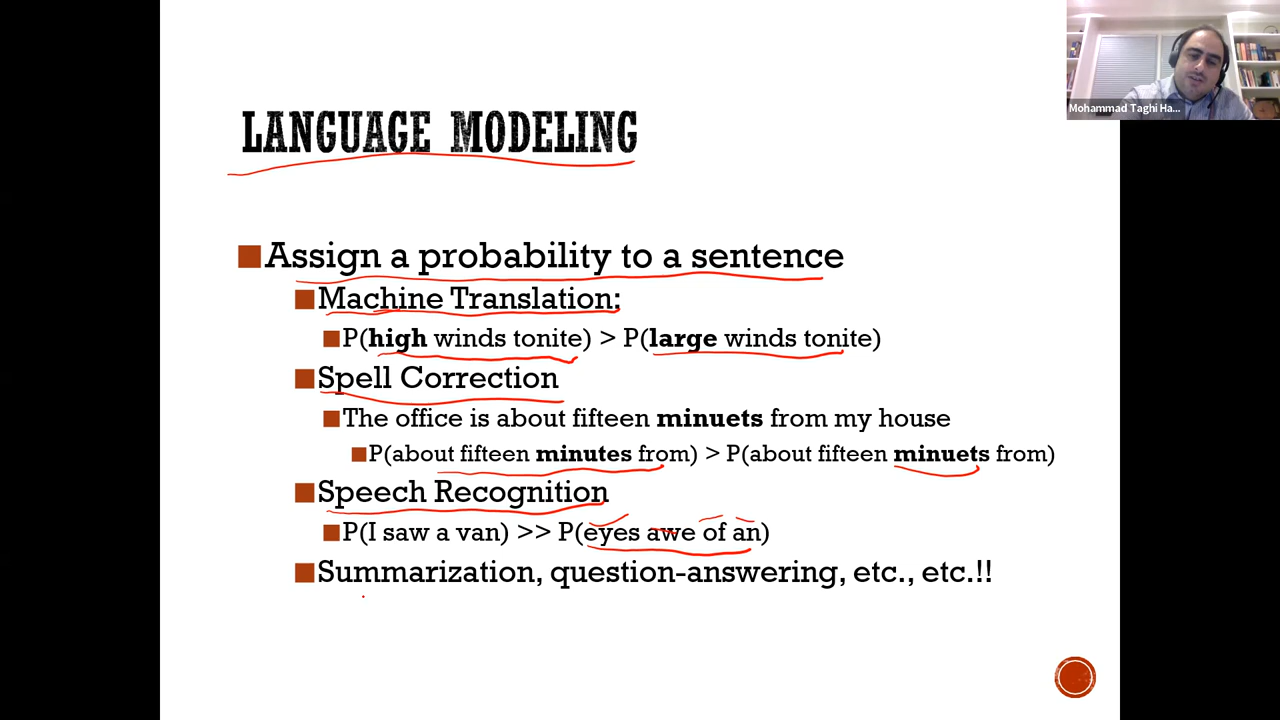 LANGUAGE MODELING
Assign a probability to a sentence
Machine Translation:
P(high winds tonite) > P(large winds tonite)
Spell Correction
The office is about fifteen minuets from my house
P(about fifteen minutes from) > P(about fifteen minuets from)
Speech Recognition
P(I saw a van) >> P(eyes awe of an)
Summarization, question-answering, etc., etc.!!
Mohammad Taghi Ha...